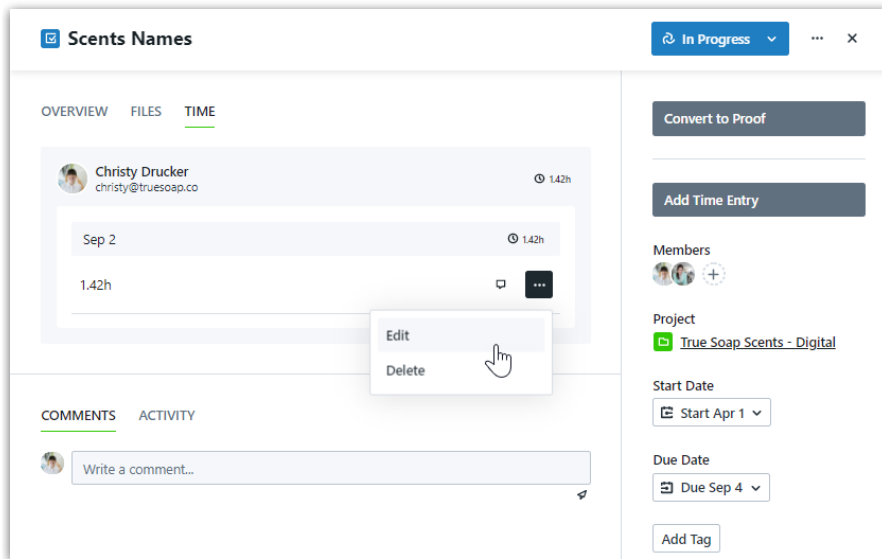 Scents Names
In Progress
OVERVIEW FILES TIME
Christy Drucker
christy@truesoap.co
1.42h
Sep 2
1.42h
1.42h
Edit
Delete
COMMENTS ACTIVITY
Write a comment...
Convert to Proof
Add Time Entry
Members
Project
True Soap Scents - Digital
Start Date
Start Apr 1
Due Date
Due Sep 4
Add Tag